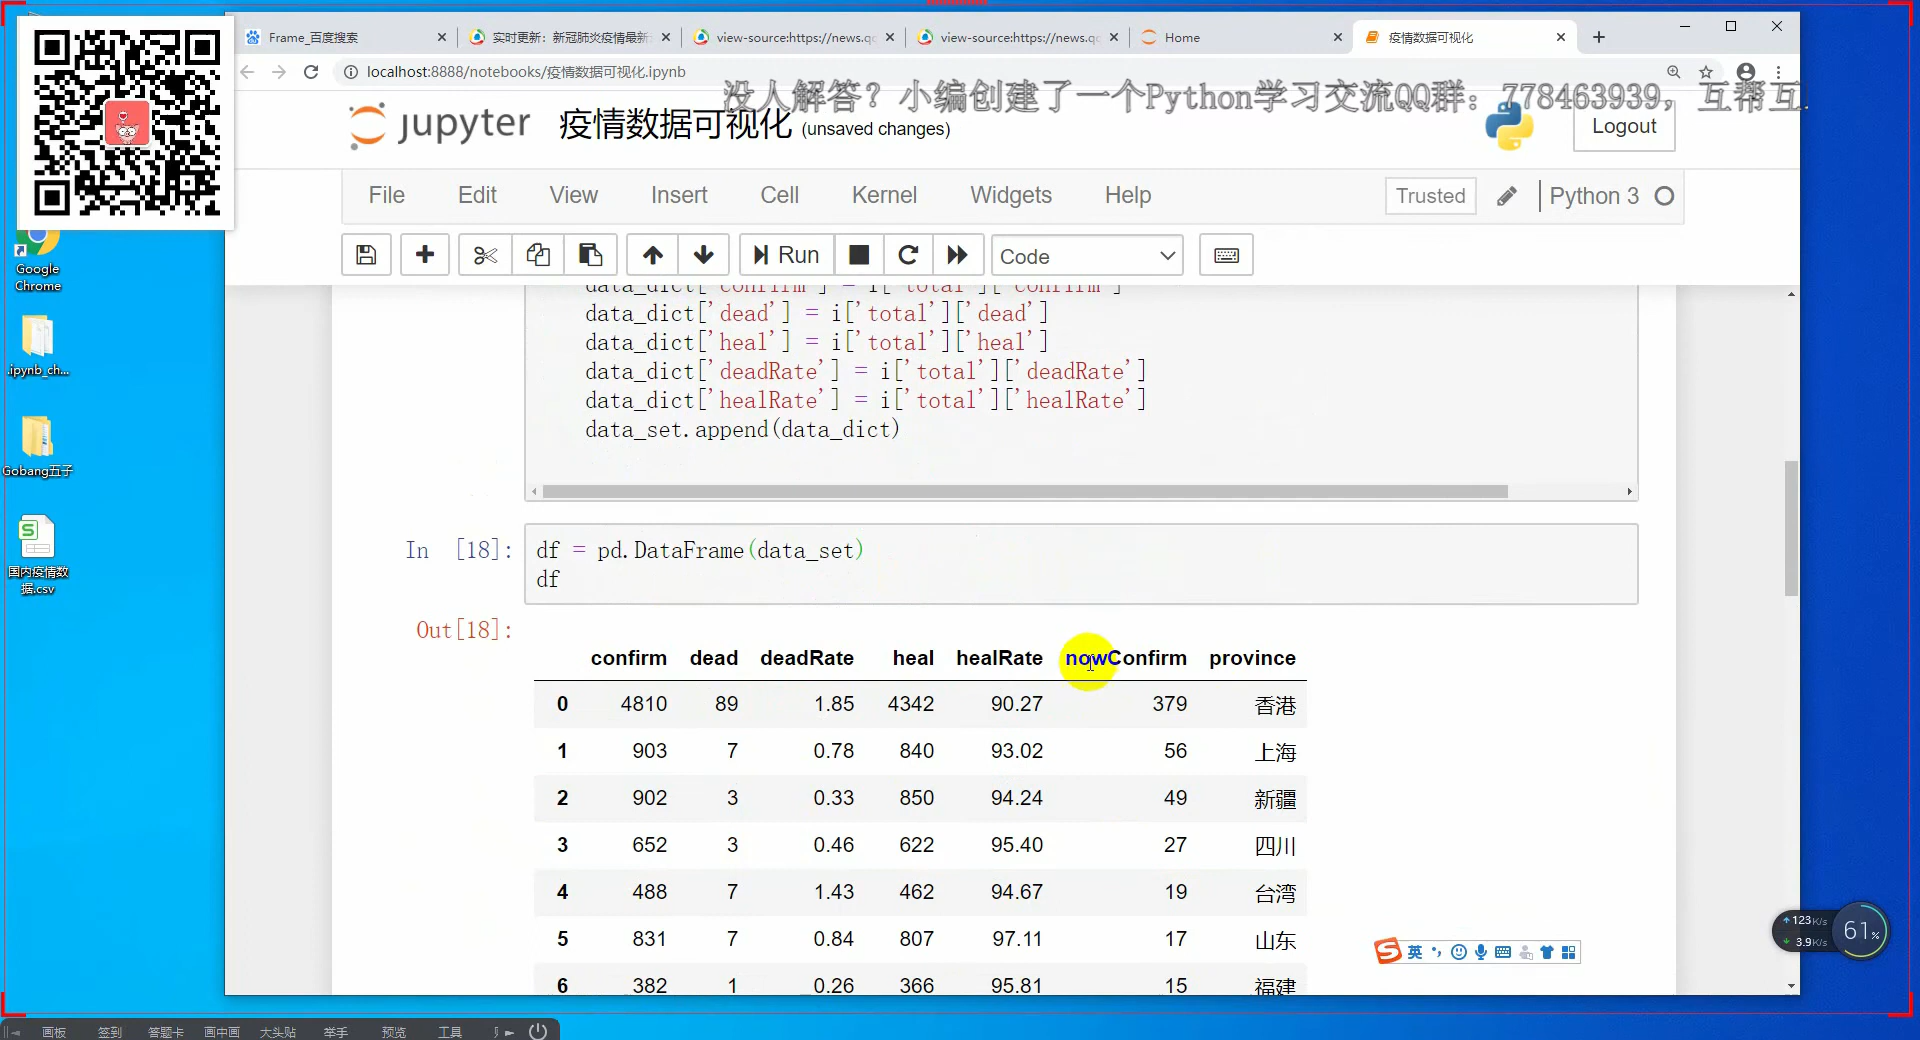 Frame_百度搜索
实时更新：新冠肺炎疫情最新
view-source:https://news.qc
view-source:https://news.qc
Home
疫情数据可视化
localhost:8888/notebooks/疫情数据可视化.ipynb
没人解答？小编创建了一个Python学习交流QQ群：778463939，互帮互
jupyter
疫情数据可视化 (unsaved changes)
Logout
File Edit View Insert Cell Kernel Widgets Help
Trusted
Python 3
Run
Code
data_dict['confirm'] = i['total']['confirm']
data_dict['dead'] = i['total']['dead']
data_dict['heal'] = i['total']['heal']
data_dict['deadRate'] = i['total']['deadRate']
data_dict['healRate'] = i['total']['healRate']
data_set.append(data_dict)
In [18]:
df = pd.DataFrame(data_set)
df
Out[18]:
confirm dead deadRate heal healRate nowConfirm province
0 4810 89 1.85 4342 90.27 379 香港
1 903 7 0.78 840 93.02 56 上海
2 902 3 0.33 850 94.24 49 新疆
3 652 3 0.46 622 95.40 27 四川
4 488 7 1.43 462 94.67 19 台湾
5 831 7 0.84 807 97.11 17 山东
6 382 1 0.26 366 95.81 15 福建
Google
Chrome
.ipynb_ch...
Gobang五子
国内疫情数
据.csv
英
123K/s
3.9K/s
61%
画板 签到 答题卡 画中画 大头贴 举手 预览 工具